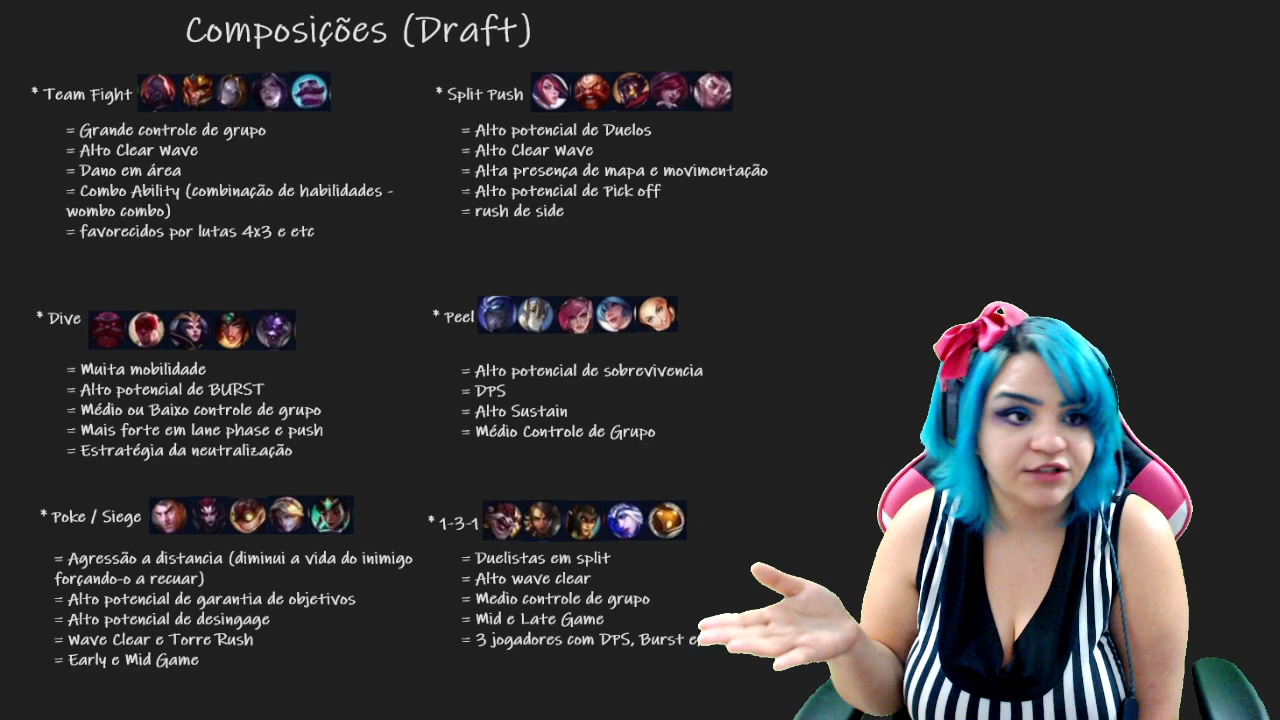 Composições (Draft)
* Team Fight
= Grande controle de grupo
= Alto Clear Wave
= Dano em área
= Combo Ability (combinação de habilidades -
wombo combo)
= favorecidos por lutas 4x3 e etc
* Split Push
= Alto potencial de Duelos
= Alto Clear Wave
= Alta presença de mapa e movimentação
= Alto potencial de Pick off
= rush de side
* Dive
= Muita mobilidade
= Alto potencial de BURST
= Médio ou Baixo controle de grupo
= Mais forte em lane phase e push
= Estratégia da neutralização
* Peel
= Alto potencial de sobrevivencia
= DPS
= Alto Sustain
= Médio Controle de Grupo
* Poke / Siege
= Agressão a distancia (diminui a vida do inimigo
forçando-o a recuar)
= Alto potencial de garantia de objetivos
= Alto potencial de desingage
= Wave Clear e Torre Rush
= Early e Mid Game
* 1-3-1
= Duelistas em split
= Alto wave clear
= Medio controle de grupo
= Mid e Late Game
= 3 jogadores com DPS, Burst